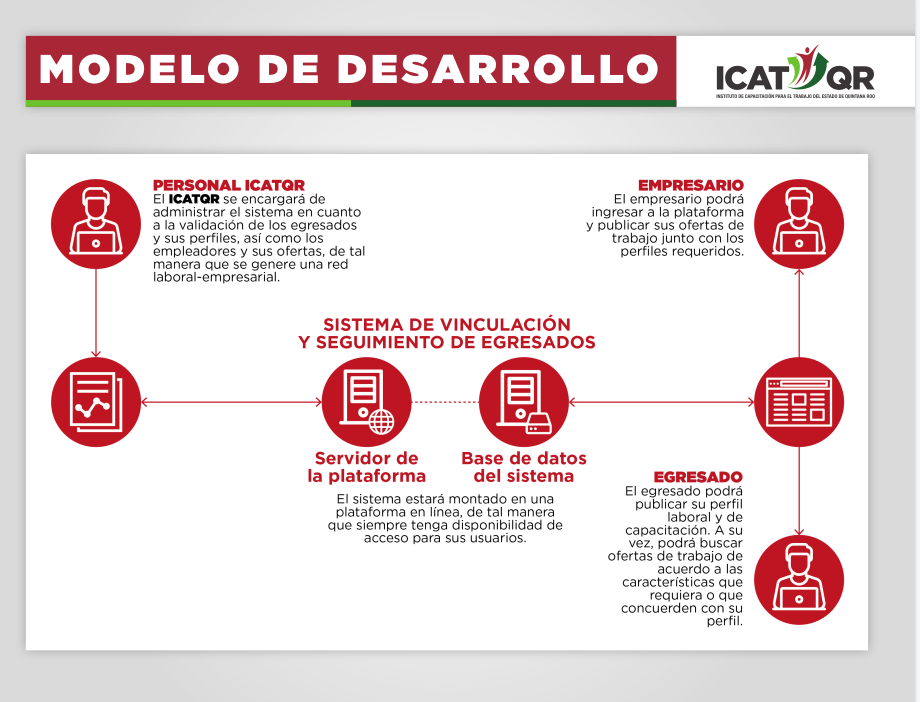 MODELO DE DESARROLLO
ICATQR
INSTITUTO DE CAPACITACIÓN PARA EL TRABAJO DEL ESTADO DE QUINTANA ROO
PERSONAL ICATQR
El ICATQR se encargará de
administrar el sistema en cuanto
a la validación de los egresados
y sus perfiles, así como los
empleadores y sus ofertas, de tal
manera que se genere una red
laboral-empresarial.
EMPRESARIO
El empresario podrá
ingresar a la plataforma
y publicar sus ofertas de
trabajo junto con los
perfiles requeridos.
SISTEMA DE VINCULACIÓN
Y SEGUIMIENTO DE EGRESADOS
Servidor de
la plataforma
Base de datos
del sistema
El sistema estará montado en una
plataforma en línea, de tal manera
que siempre tenga disponibilidad de
acceso para sus usuarios.
EGRESADO
El egresado podrá
publicar su perfil
laboral y de
capacitación. A su
vez, podrá buscar
ofertas de trabajo de
acuerdo a las
características que
requiera o que
concuerden con su
perfil.